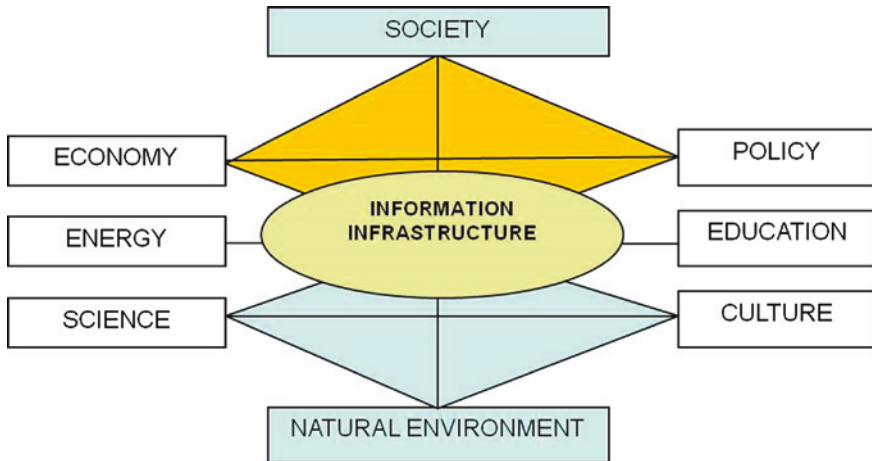 SOCIETY
ECONOMY
POLICY
INFORMATION
INFRASTRUCTURE
ENERGY
EDUCATION
SCIENCE
CULTURE
NATURAL ENVIRONMENT